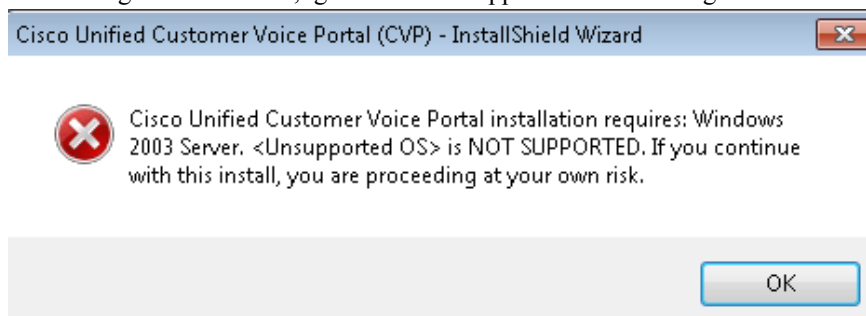 Cisco Unified Customer Voice Portal (CVP) - InstallShield Wizard
Cisco Unified Customer Voice Portal installation requires: Windows
2003 Server. <Unsupported OS> is NOT SUPPORTED. If you continue
with this install, you are proceeding at your own risk.
OK